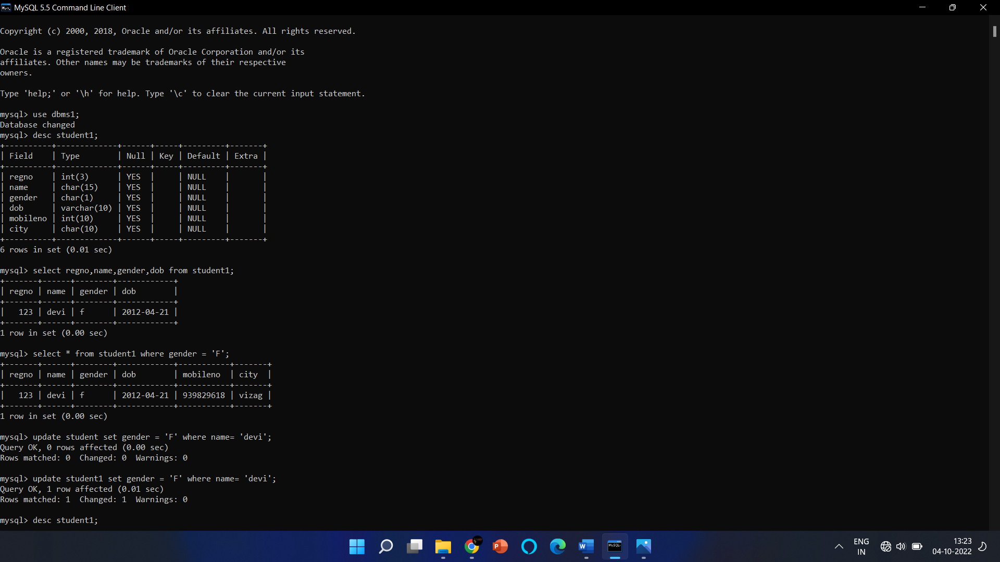 MySQL 5.5 Command Line Client
Copyright (c) 2000, 2018, Oracle and/or its affiliates. All rights reserved.
Oracle is a registered trademark of Oracle Corporation and/or its
affiliates. Other names may be trademarks of their respective
owners.
Type 'help;' or '\h' for help. Type '\c' to clear the current input statement.
mysql> use dbms1;
Database changed
mysql> desc student1;
+----------+-------------+------+-----+---------+-------+
| Field    | Type        | Null | Key | Default | Extra |
+----------+-------------+------+-----+---------+-------+
| regno    | int(3)      | YES  |     | NULL    |       |
| name     | char(15)    | YES  |     | NULL    |       |
| gender   | char(1)     | YES  |     | NULL    |       |
| dob      | varchar(10) | YES  |     | NULL    |       |
| mobileno | int(10)     | YES  |     | NULL    |       |
| city     | char(10)    | YES  |     | NULL    |       |
+----------+-------------+------+-----+---------+-------+
6 rows in set (0.01 sec)
mysql> select regno,name,gender,dob from student1;
+-------+------+--------+------------+
| regno | name | gender | dob        |
+-------+------+--------+------------+
|   123 | devi | f      | 2012-04-21 |
+-------+------+--------+------------+
1 row in set (0.00 sec)
mysql> select * from student1 where gender = 'F';
+-------+------+--------+------------+-----------+-------+
| regno | name | gender | dob        | mobileno  | city  |
+-------+------+--------+------------+-----------+-------+
|   123 | devi | f      | 2012-04-21 | 939829618 | vizag |
+-------+------+--------+------------+-----------+-------+
1 row in set (0.00 sec)
mysql> update student set gender = 'F' where name= 'devi';
Query OK, 0 rows affected (0.00 sec)
Rows matched: 0  Changed: 0  Warnings: 0
mysql> update student1 set gender = 'F' where name= 'devi';
Query OK, 1 row affected (0.01 sec)
Rows matched: 1  Changed: 1  Warnings: 0
mysql> desc student1;
ENG
IN
13:23
04-10-2022